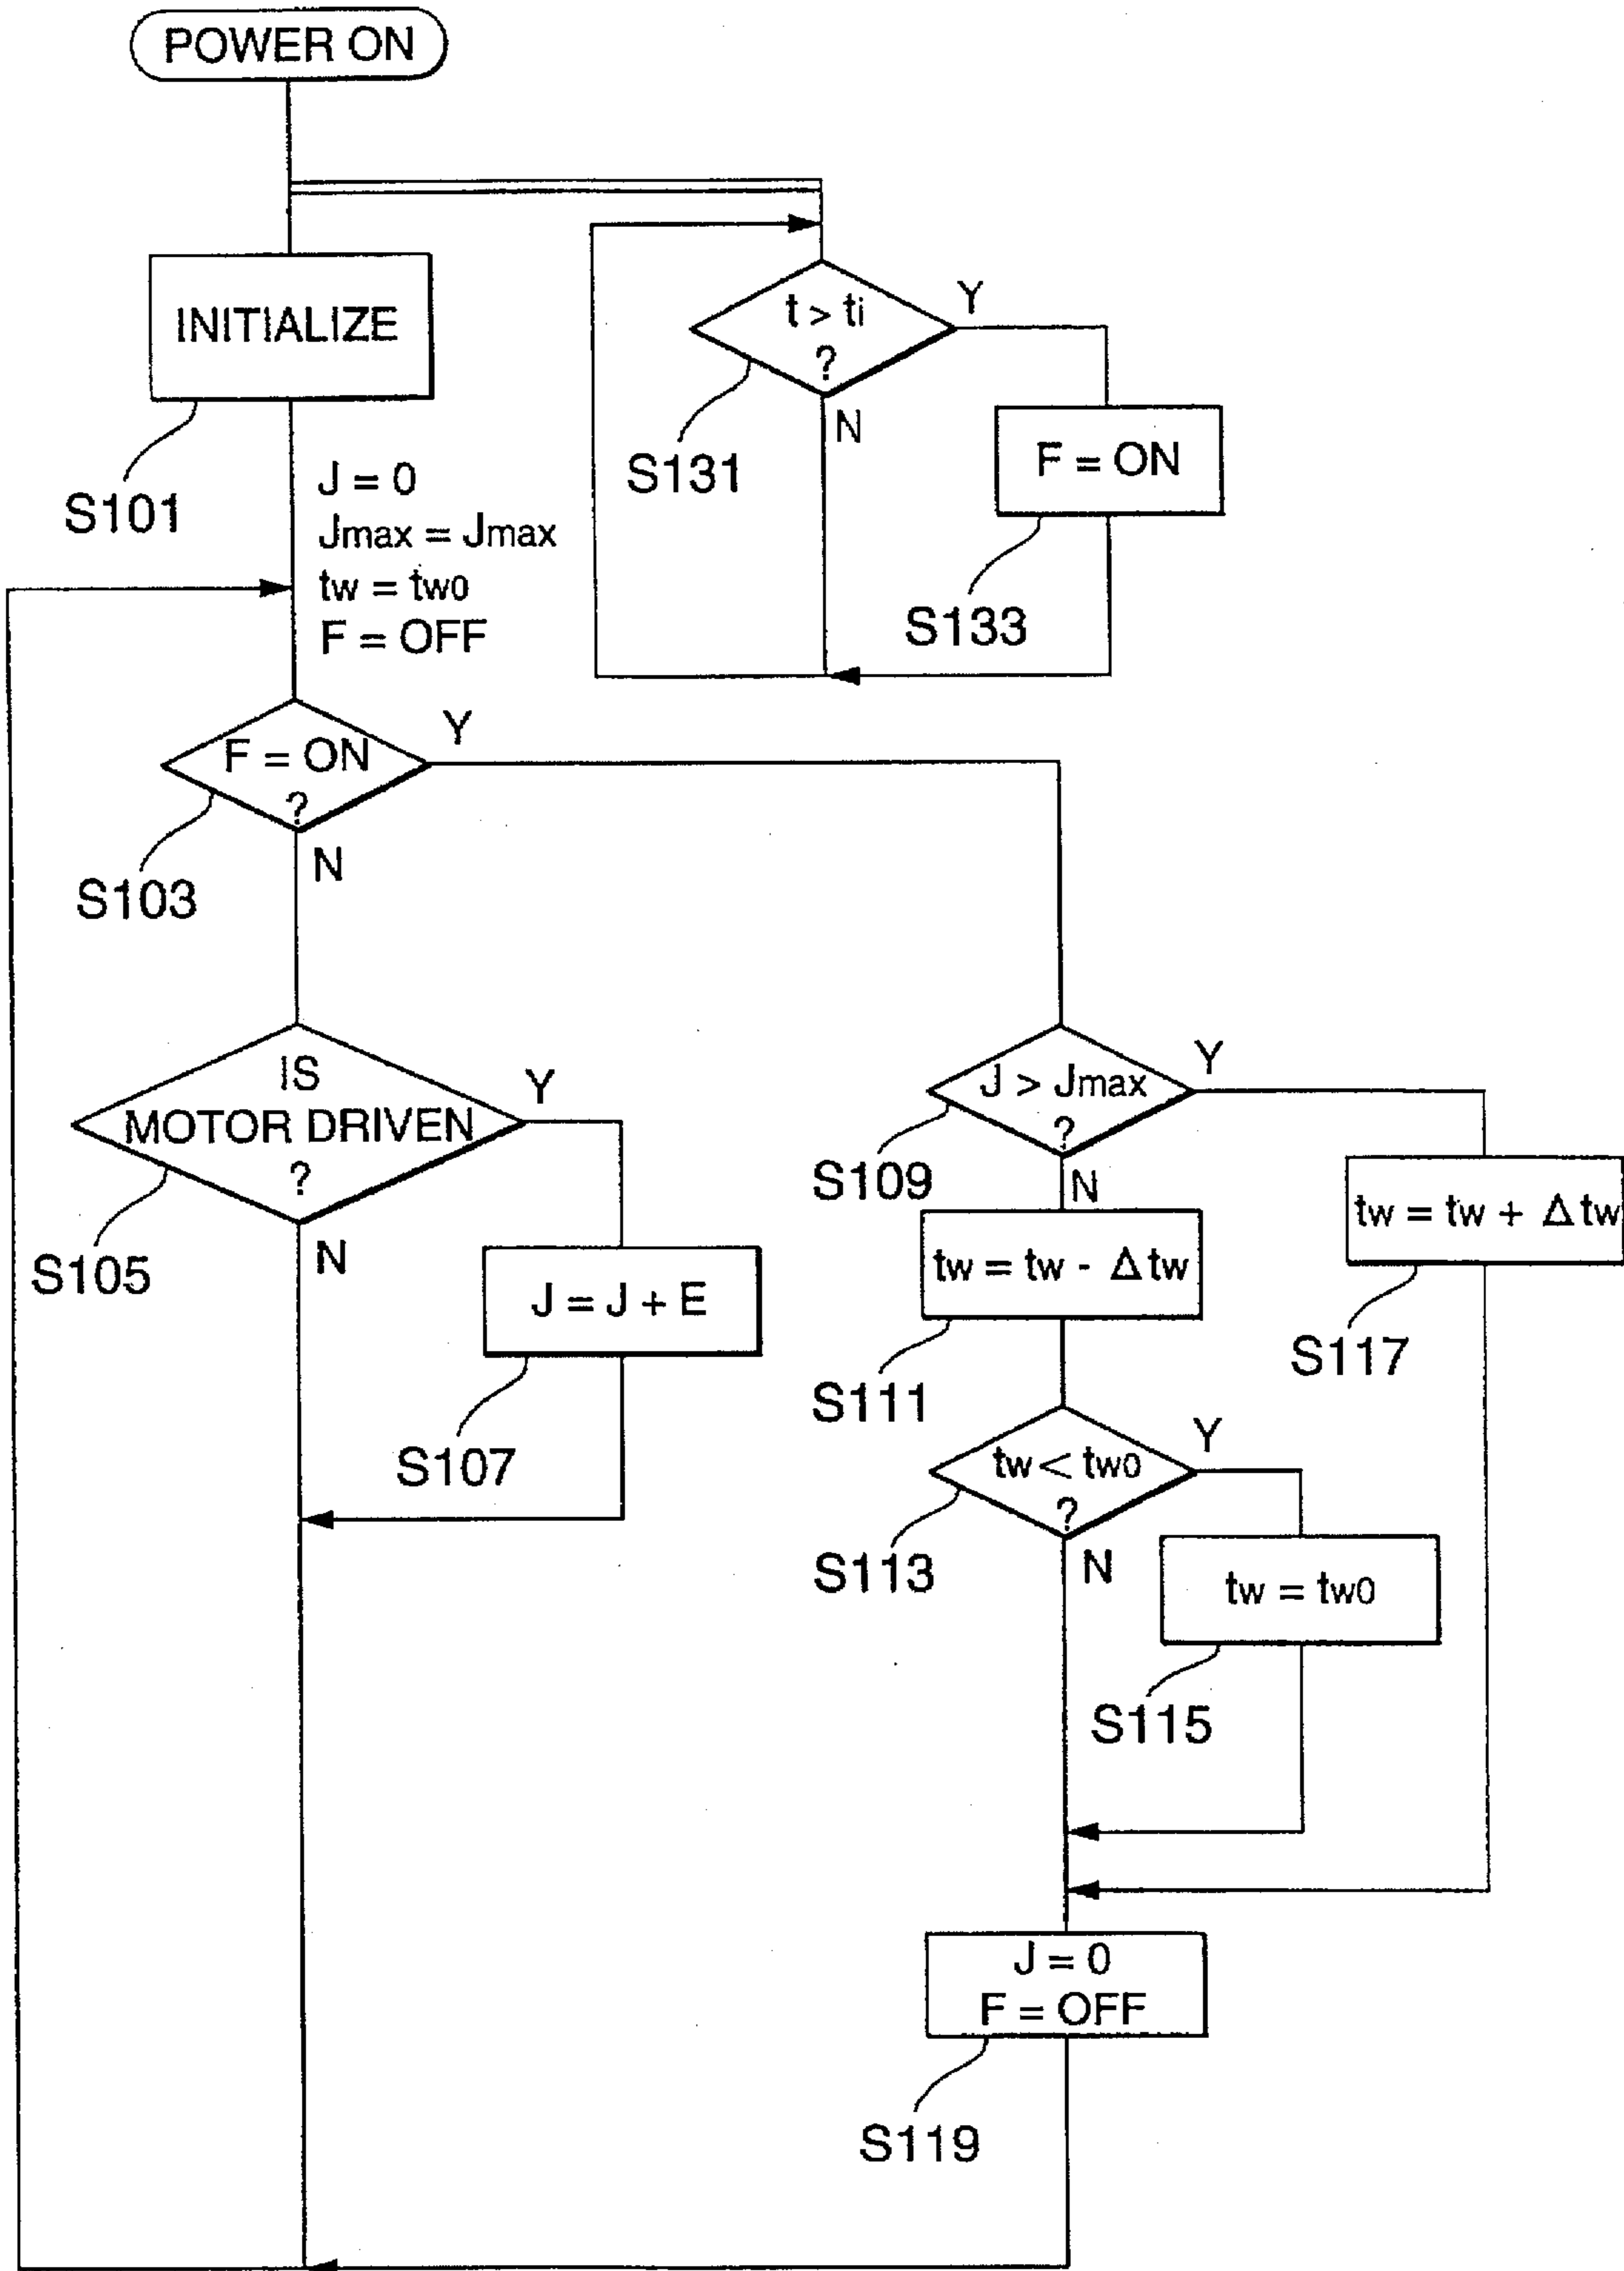 POWER ON
INITIALIZE
S101
J = 0
Jmax = Jmax
tw = tw0
F = OFF
t > ti
?
Y
N
S131
F = ON
S133
F = ON
?
Y
N
S103
IS
MOTOR DRIVEN
?
Y
N
S105
J = J + E
S107
J > Jmax
?
Y
N
S109
tw = tw - Δtw
S111
tw = tw + Δtw
S117
tw < tw0
?
Y
N
S113
tw = tw0
S115
J = 0
F = OFF
S119